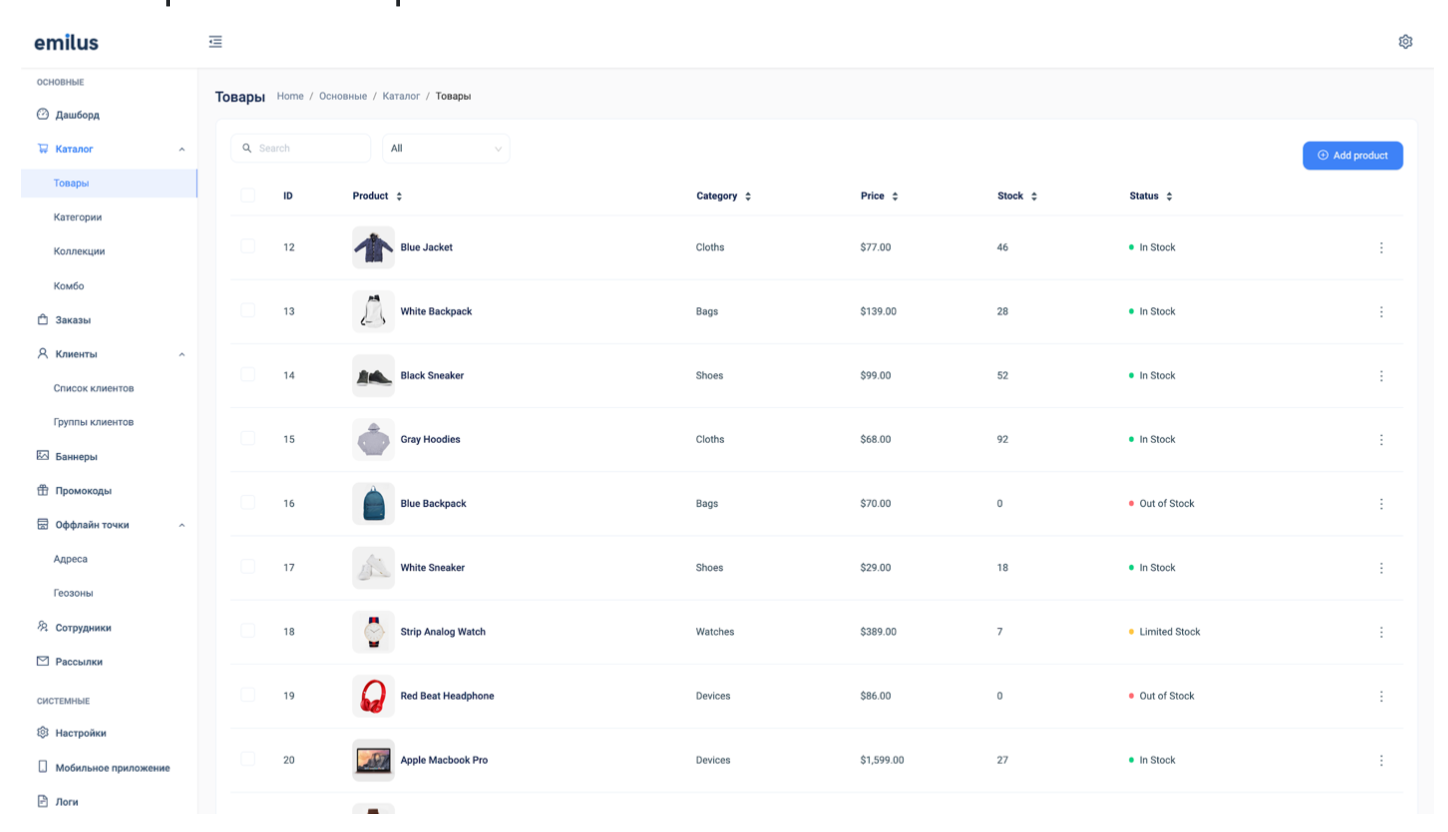 emilus
ОСНОВНЫЕ
Дашборд
Каталог
Товары
Категории
Коллекции
Комбо
Заказы
Клиенты
Список клиентов
Группы клиентов
Баннеры
Промокоды
Оффлайн точки
Адреса
Геозоны
Сотрудники
Рассылки
СИСТЕМНЫЕ
Настройки
Мобильное приложение
Логи
Товары Home / Основные / Каталог / Товары
Search All Add product
ID Product Category Price Stock Status
12 Blue Jacket Cloths $77.00 46 In Stock
13 White Backpack Bags $139.00 28 In Stock
14 Black Sneaker Shoes $99.00 52 In Stock
15 Gray Hoodies Cloths $68.00 92 In Stock
16 Blue Backpack Bags $70.00 0 Out of Stock
17 White Sneaker Shoes $29.00 18 In Stock
18 Strip Analog Watch Watches $389.00 7 Limited Stock
19 Red Beat Headphone Devices $86.00 0 Out of Stock
20 Apple Macbook Pro Devices $1,599.00 27 In Stock